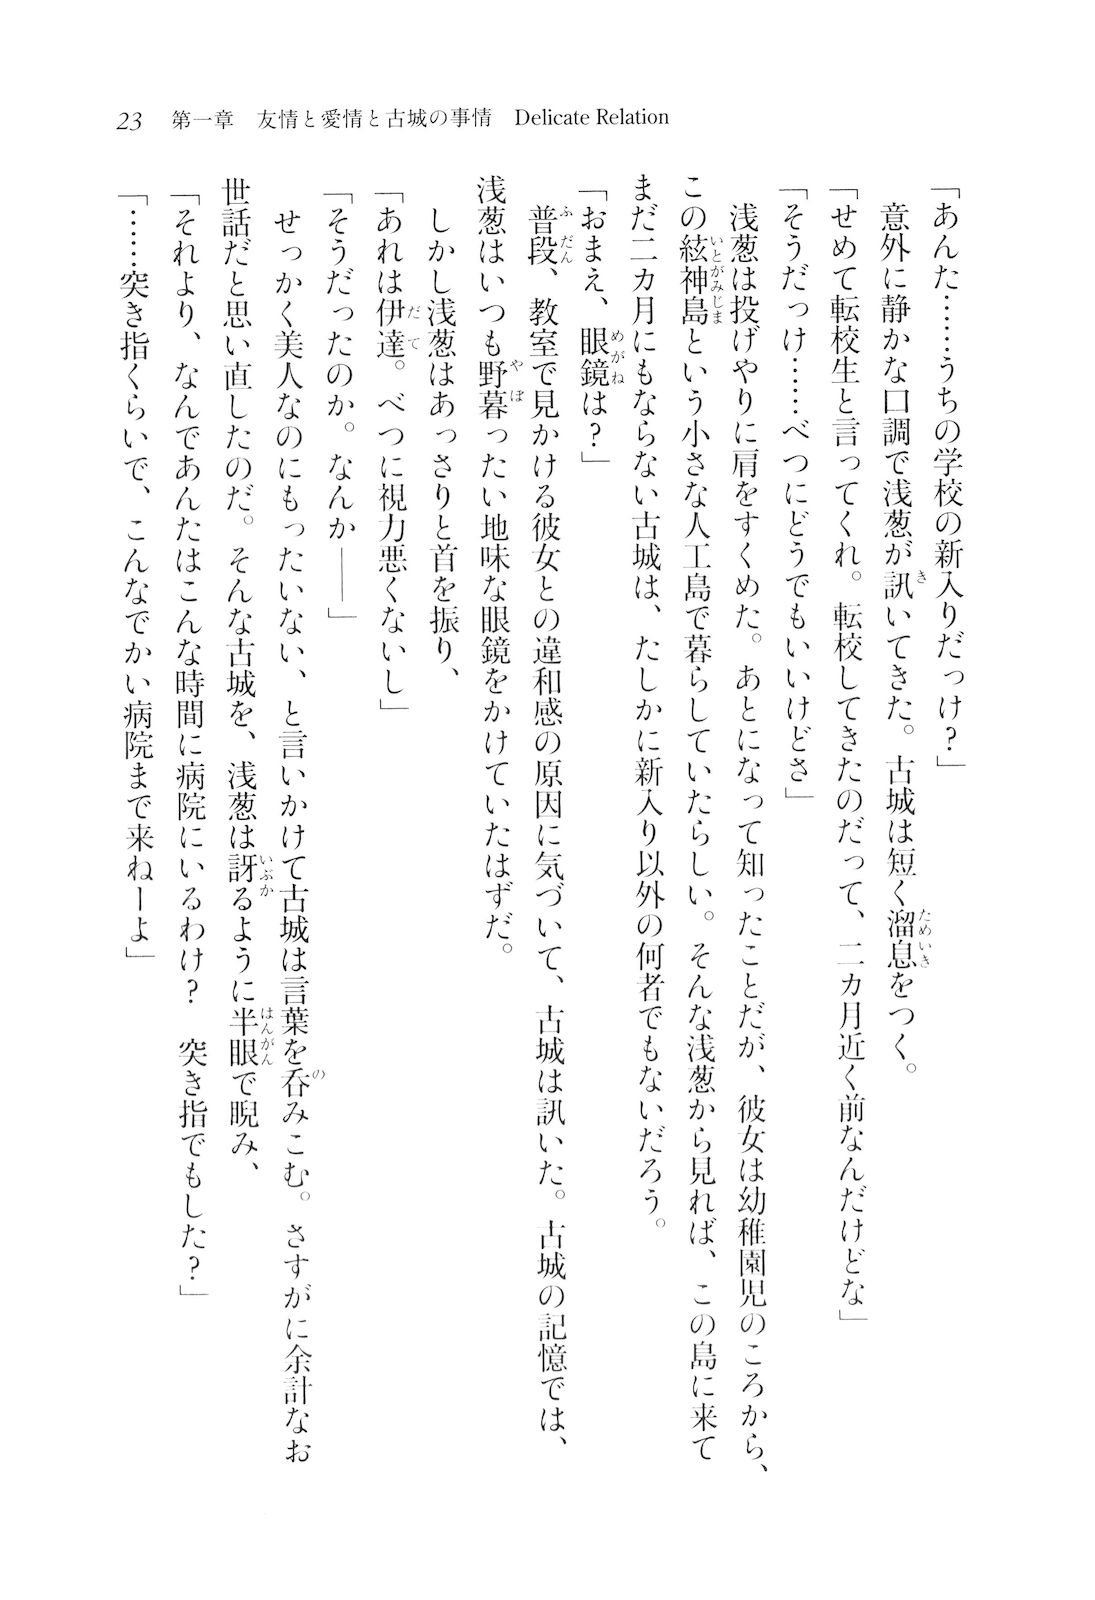 23　第一章　友情と愛情と古城の事情　Delicate Relation
「あんた……うちの学校の新入りだっけ？」
意外に静かな口調で浅葱が訊いてきた。古城は短く溜息をつく。
「せめて転校生と言ってくれ。転校してきたのだって、二カ月近く前なんだけどな」
「そうだっけ……べつにどうでもいいけどさ」
浅葱は投げやりに肩をすくめた。あとになって知ったことだが、彼女は幼稚園児のころから、
この絃神島という小さな人工島で暮らしていたらしい。そんな浅葱から見れば、この島に来て
まだ二カ月にもならない古城は、たしかに新入り以外の何者でもないだろう。
「おまえ、眼鏡は？」
普段、教室で見かける彼女との違和感の原因に気づいて、古城は訊いた。古城の記憶では、
浅葱はいつも野暮ったい地味な眼鏡をかけていたはずだ。
しかし浅葱はあっさりと首を振り、
「あれは伊達。べつに視力悪くないし」
「そうだったのか。なんか――」
せっかく美人なのにもったいない、と言いかけて古城は言葉を呑みこむ。さすがに余計なお
世話だと思い直したのだ。そんな古城を、浅葱は訝るように半眼で睨み、
「それより、なんであんたはこんな時間に病院にいるわけ？　突き指でもした？」
「……突き指くらいで、こんなでかい病院まで来ねーよ」